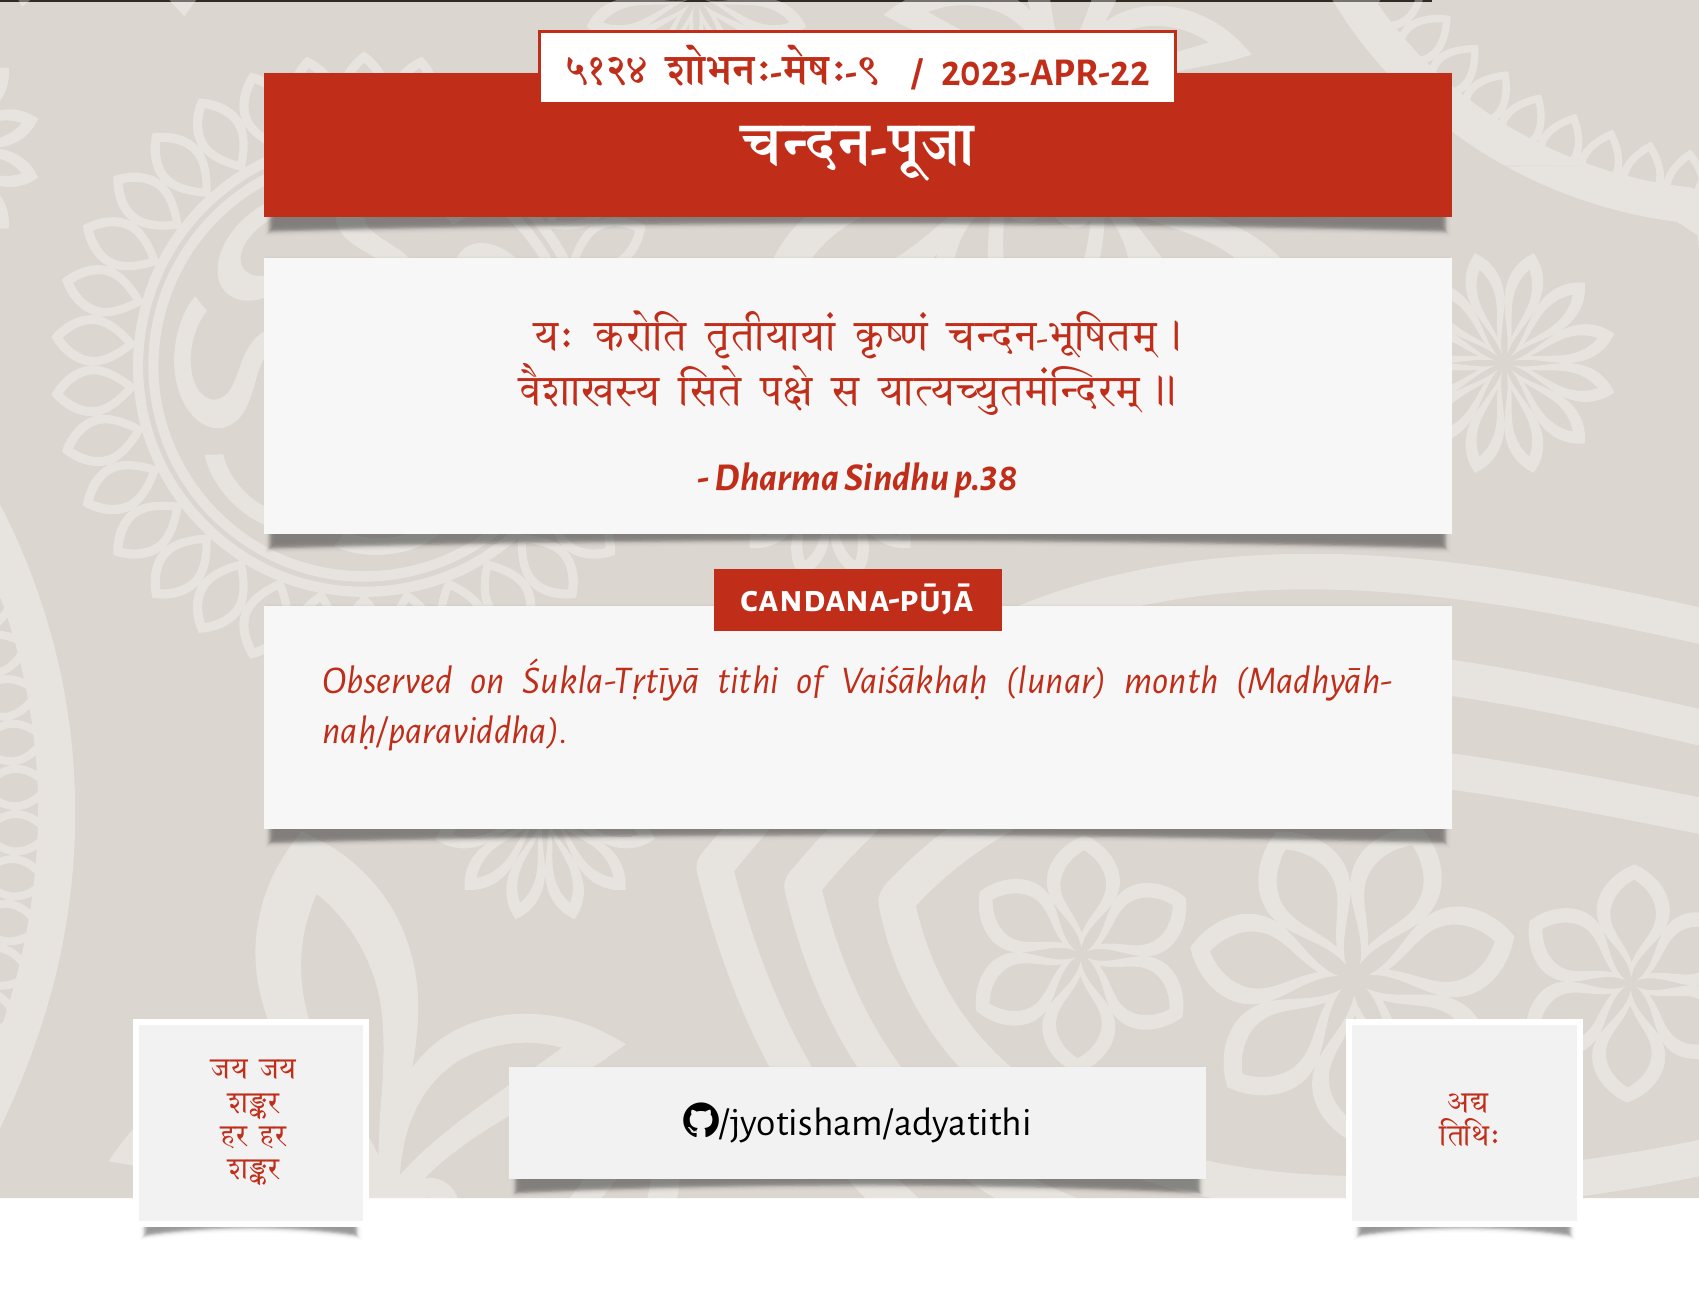 ५१२४ शोभनः-मेषः-९ / 2023-APR-22
चन्दन-पूजा
यः करोति तृतीयायां कृष्णं चन्दन-भूषितम् ।
वैशाखस्य सिते पक्षे स यात्यच्युतमंन्दिरम् ॥
- Dharma Sindhu p.38
CANDANA-PŪJĀ
Observed on Śukla-Tṛtīyā tithi of Vaiśākhaḥ (lunar) month (Madhyāh-
naḥ/paraviddha).
जय जय
शङ्कर
हर हर
शङ्कर
/jyotisham/adyatithi
अद्य
तिथिः